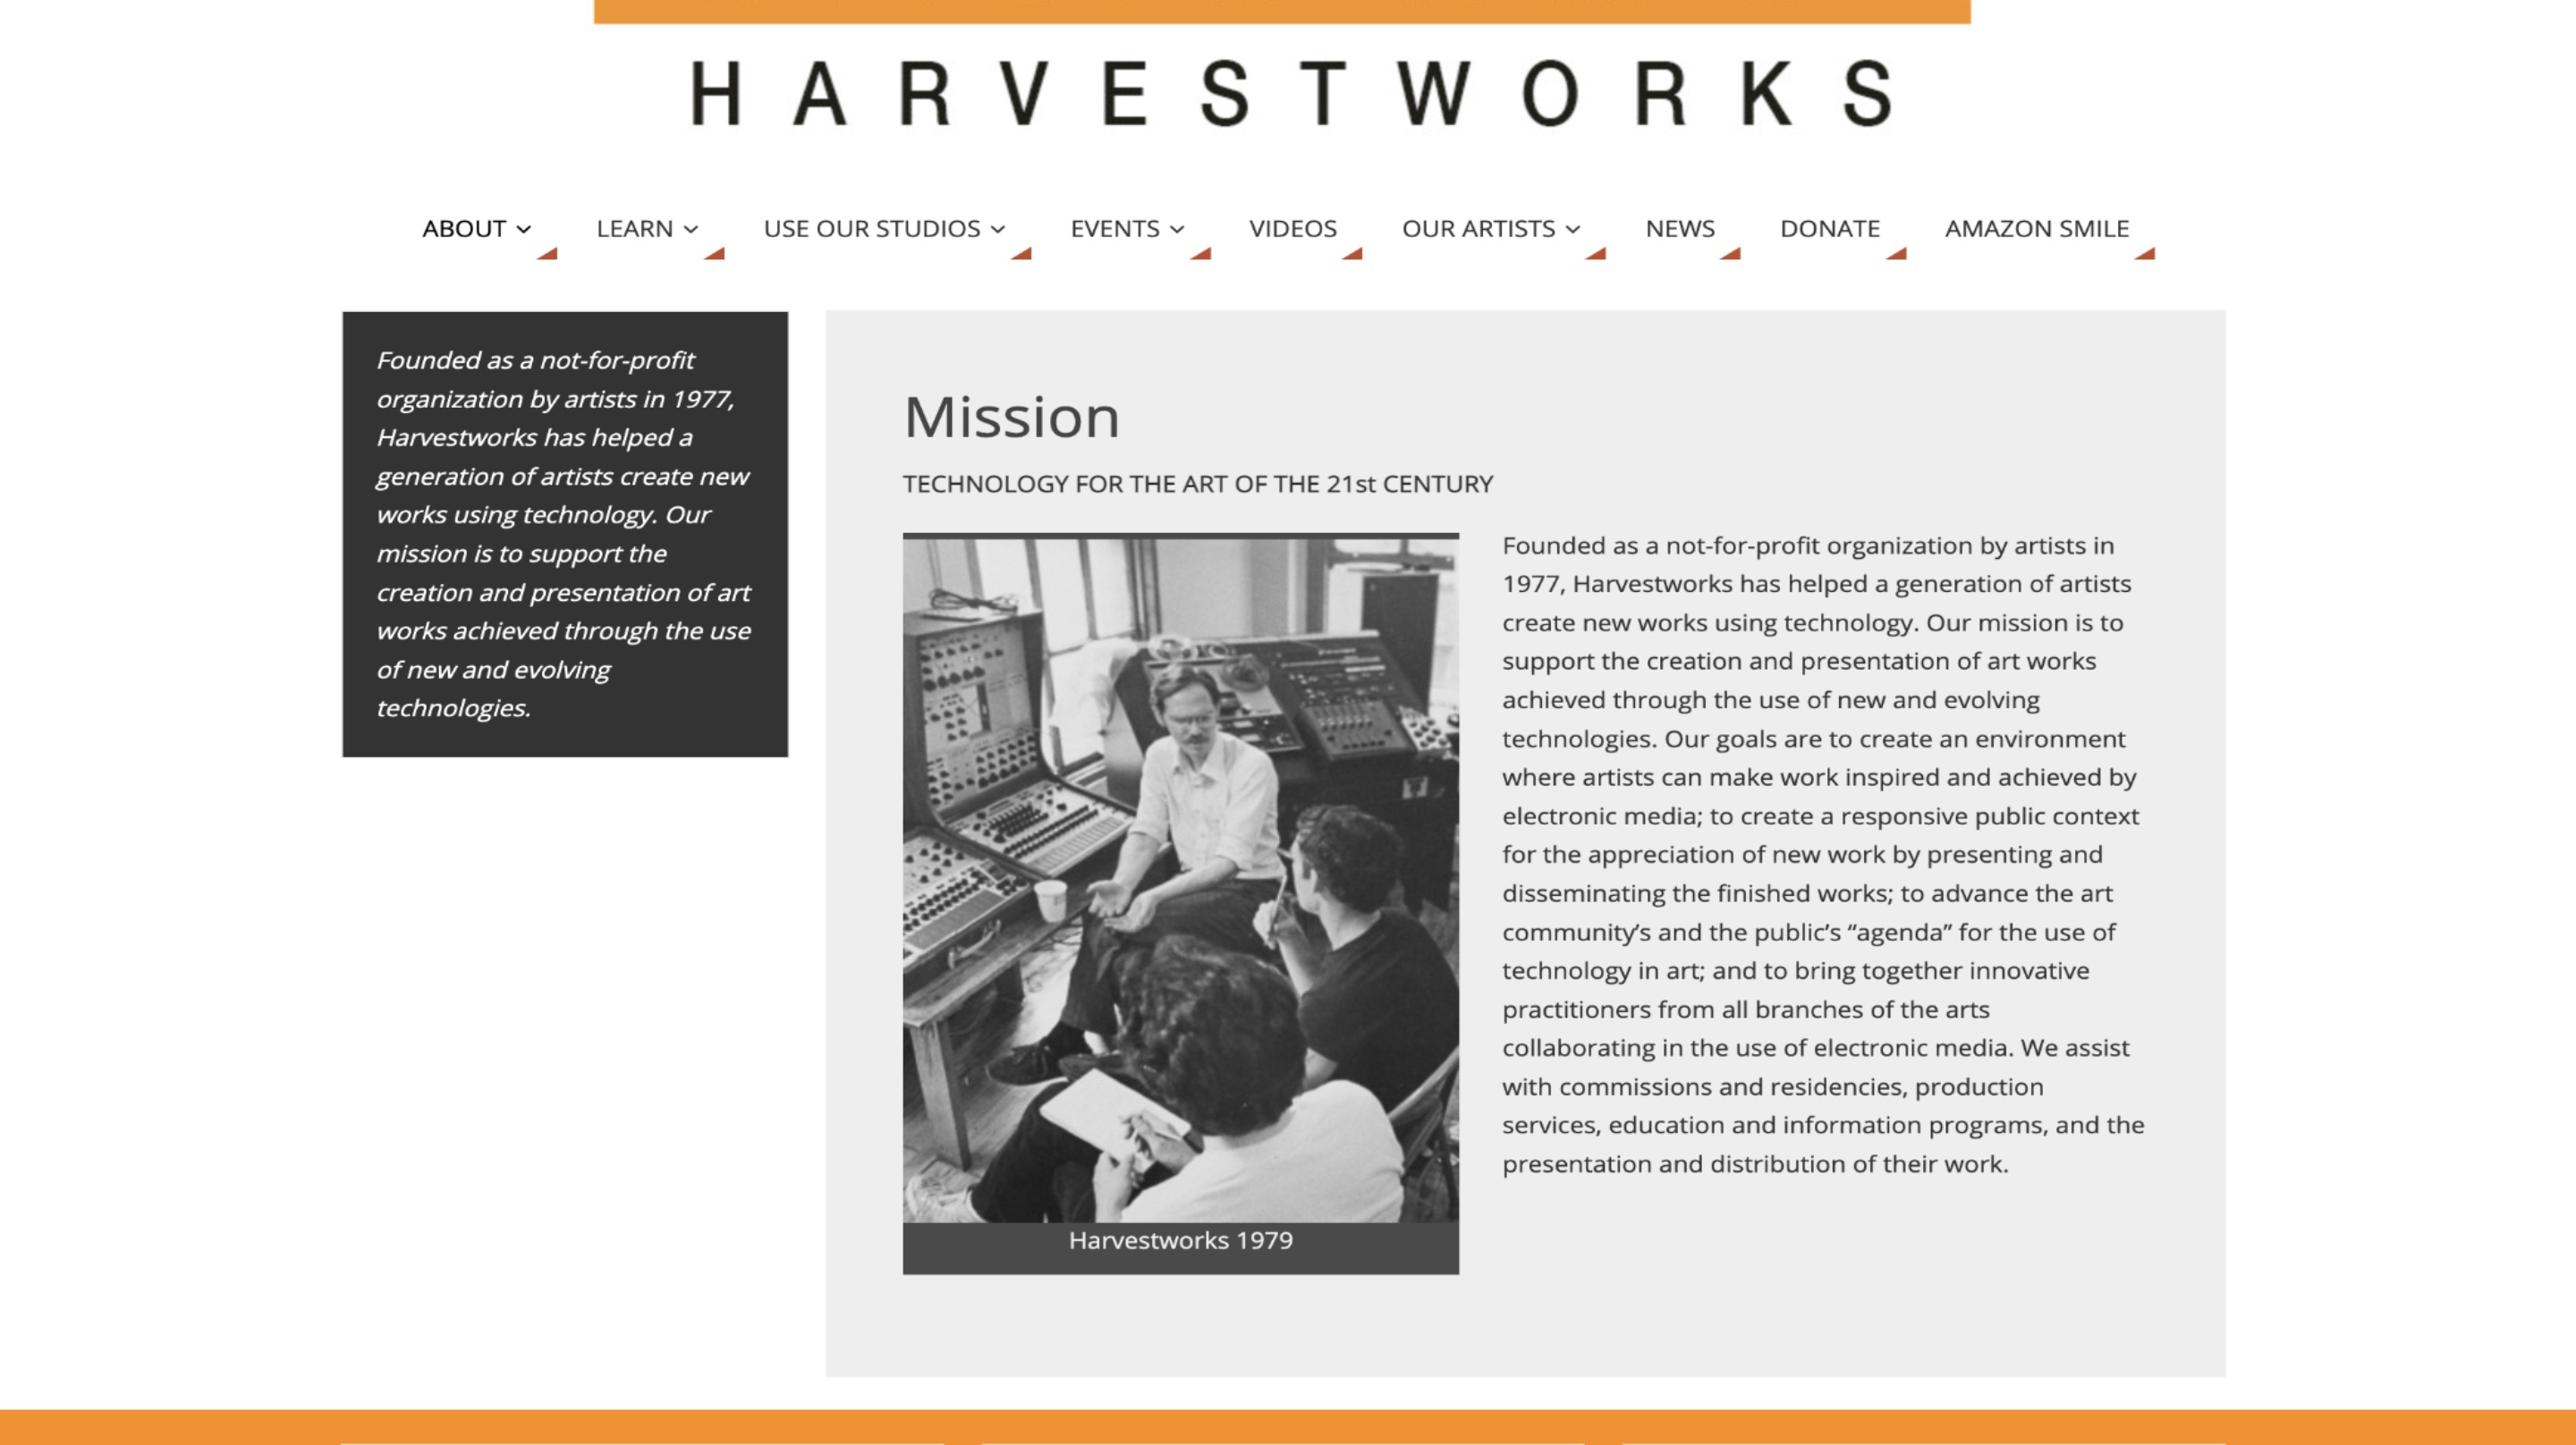 HARVESTWORKS
ABOUT LEARN USE OUR STUDIOS EVENTS VIDEOS OUR ARTISTS NEWS DONATE AMAZON SMILE
Founded as a not-for-profit
organization by artists in 1977,
Harvestworks has helped a
generation of artists create new
works using technology. Our
mission is to support the
creation and presentation of art
works achieved through the use
of new and evolving
technologies.
Mission
TECHNOLOGY FOR THE ART OF THE 21st CENTURY
Founded as a not-for-profit organization by artists in
1977, Harvestworks has helped a generation of artists
create new works using technology. Our mission is to
support the creation and presentation of art works
achieved through the use of new and evolving
technologies. Our goals are to create an environment
where artists can make work inspired and achieved by
electronic media; to create a responsive public context
for the appreciation of new work by presenting and
disseminating the finished works; to advance the art
community’s and the public’s “agenda” for the use of
technology in art; and to bring together innovative
practitioners from all branches of the arts
collaborating in the use of electronic media. We assist
with commissions and residencies, production
services, education and information programs, and the
presentation and distribution of their work.
Harvestworks 1979